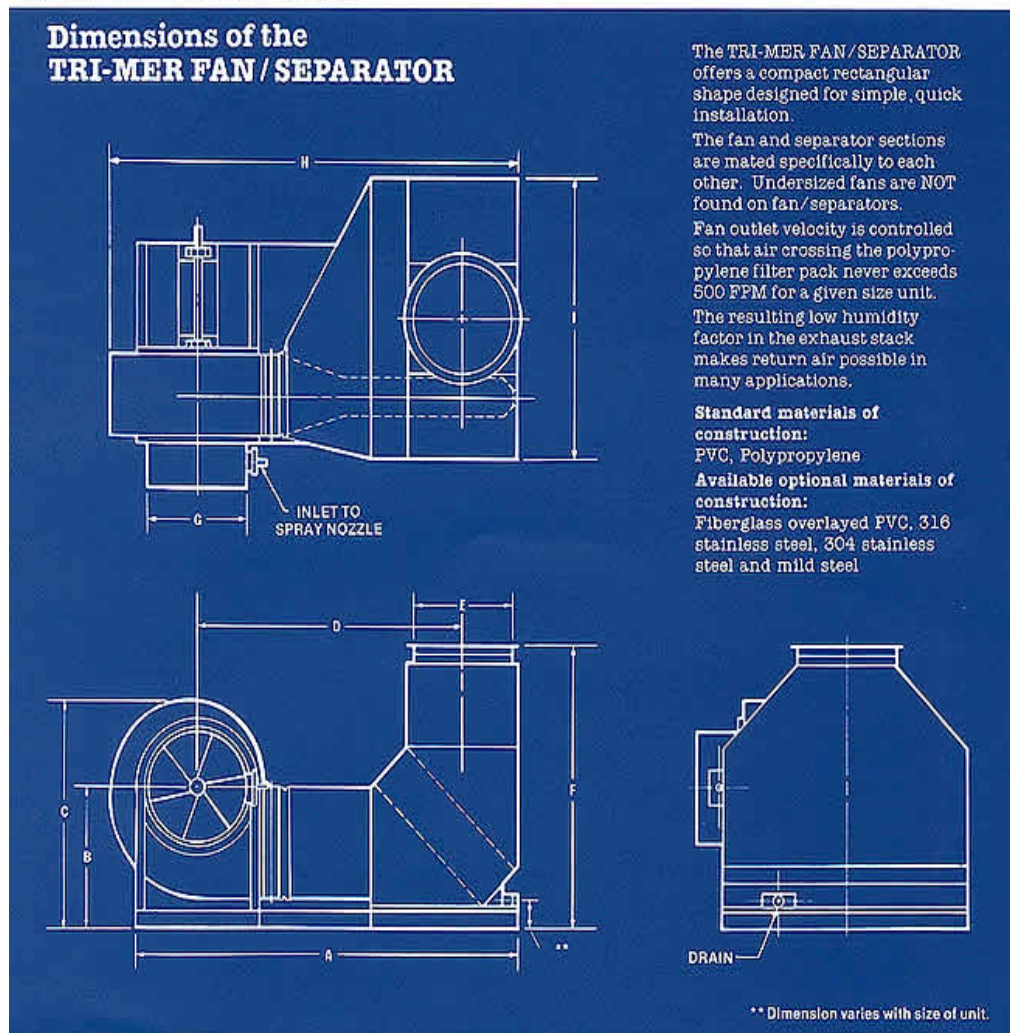 Dimensions of the
TRI-MER FAN / SEPARATOR
The TRI-MER FAN/SEPARATOR
offers a compact rectangular
shape designed for simple, quick
installation.
The fan and separator sections
are mated specifically to each
other. Undersized fans are NOT
found on fan/separators.
Fan outlet velocity is controlled
so that air crossing the polypro-
pylene filter pack never exceeds
500 FPM for a given size unit.
The resulting low humidity
factor in the exhaust stack
makes return air possible in
many applications.
Standard materials of
construction:
PVC, Polypropylene
Available optional materials of
construction:
Fiberglass overlayed PVC, 316
stainless steel, 304 stainless
steel and mild steel
H
I
G
INLET TO
SPRAY NOZZLE
E
D
C
B
F
A
**
DRAIN
** Dimension varies with size of unit.